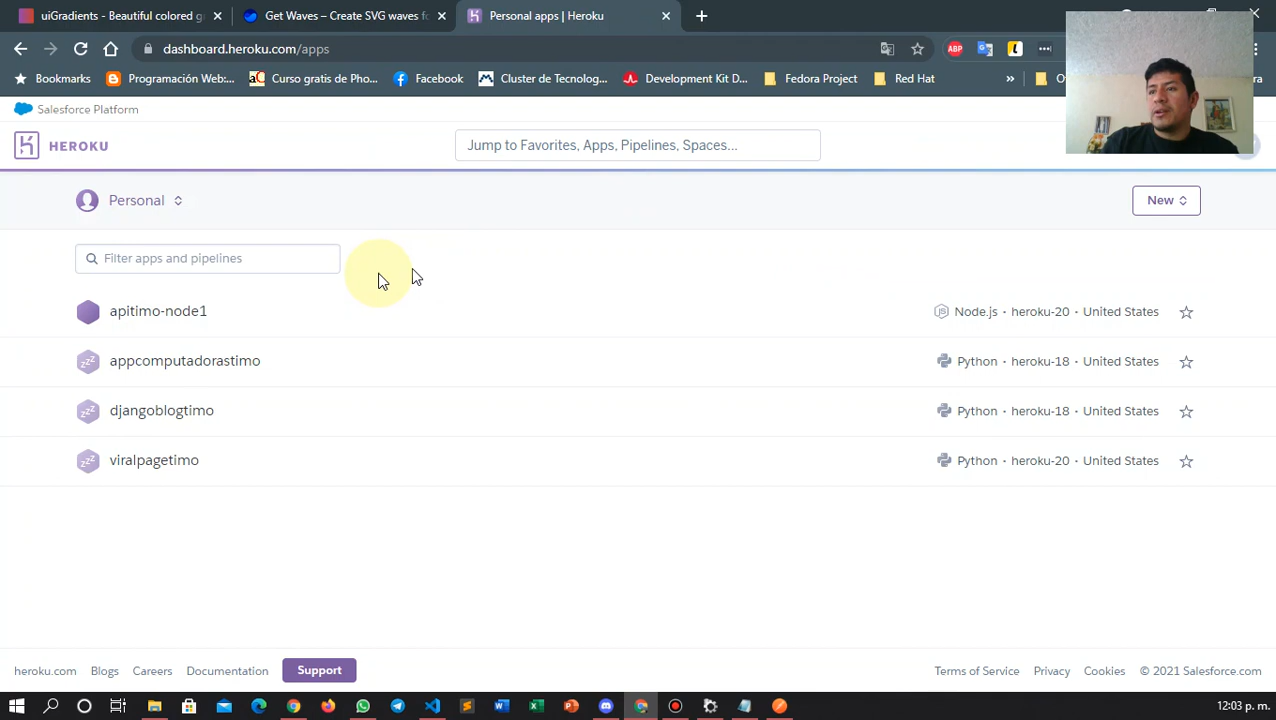 uiGradients - Beautiful colored g
Get Waves – Create SVG waves fo
Personal apps | Heroku
dashboard.heroku.com/apps
ABP
Bookmarks
Programación Web:...
Curso gratis de Pho...
Facebook
Cluster de Tecnolog...
Development Kit D...
Fedora Project
Red Hat
»
Salesforce Platform
HEROKU
Jump to Favorites, Apps, Pipelines, Spaces...
Personal
New
Filter apps and pipelines
apitimo-node1
Node.js • heroku-20 • United States
appcomputadorastimo
Python • heroku-18 • United States
djangoblogtimo
Python • heroku-18 • United States
viralpagetimo
Python • heroku-20 • United States
heroku.com
Blogs
Careers
Documentation
Support
Terms of Service
Privacy
Cookies
© 2021 Salesforce.com
12:03 p. m.